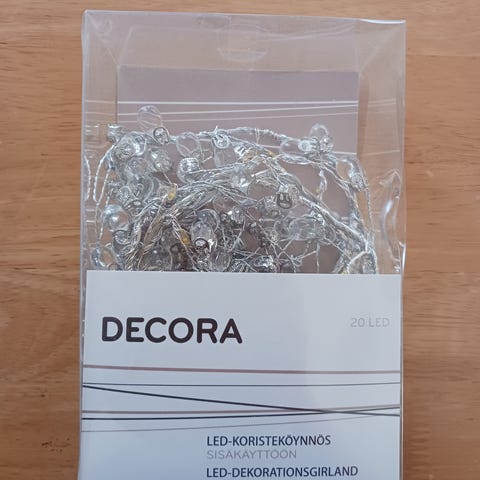 DECORA
20 LED
LED-KORISTEKÖYNNÖS
SISÄKÄYTTÖÖN
LED-DEKORATIONSGIRLAND